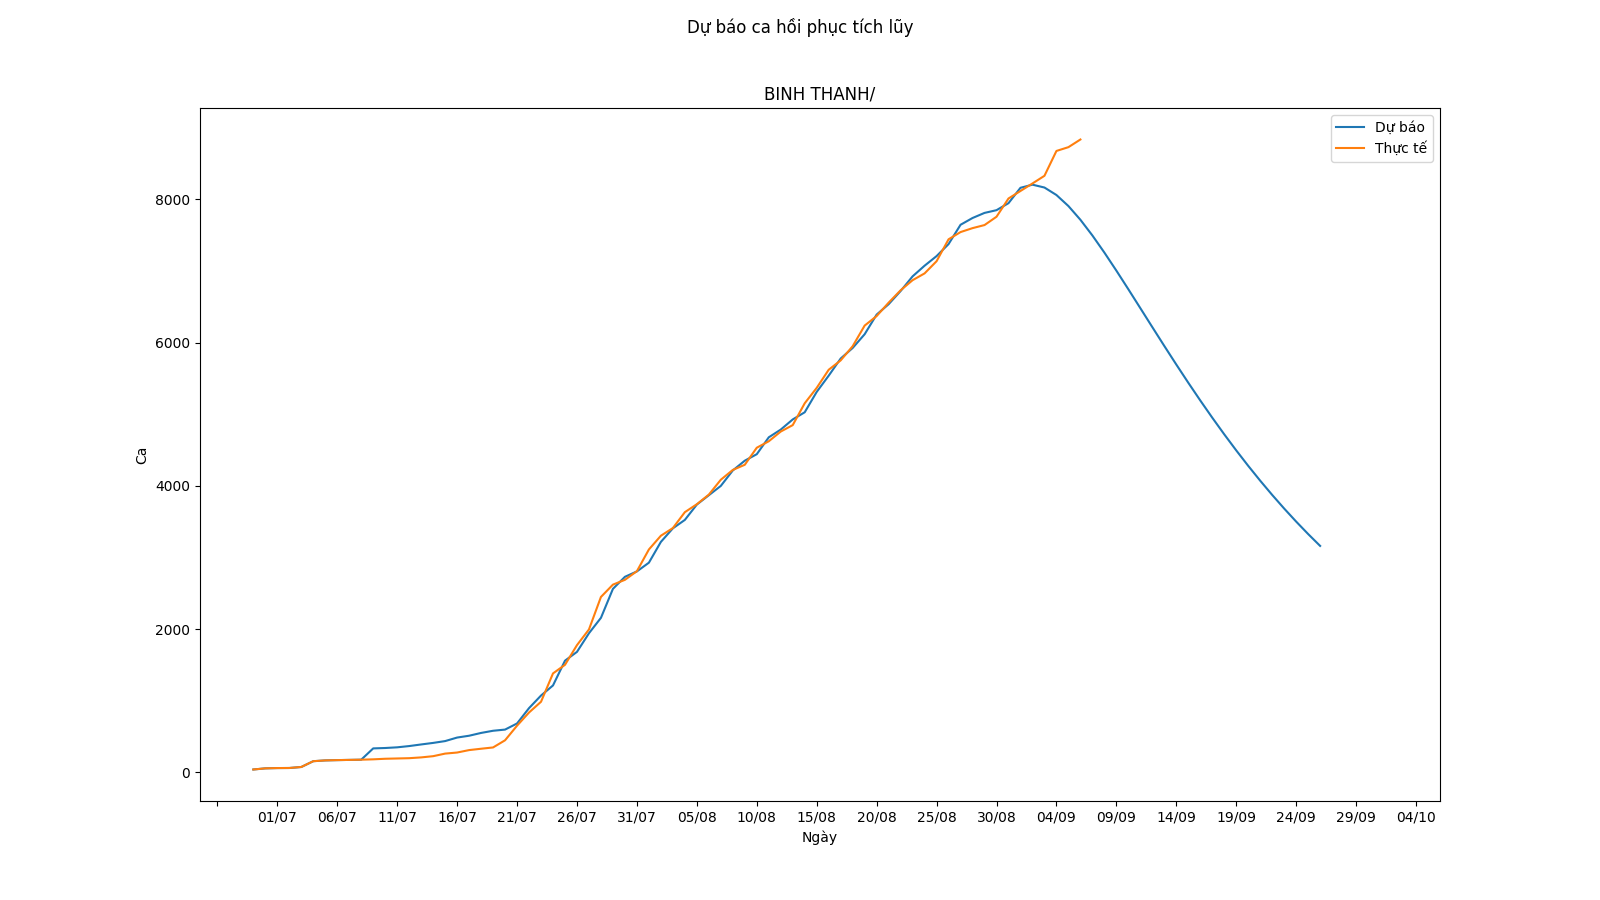 Dự báo ca hồi phục tích lũy
BINH THANH/
Dự báo
Thực tế
8000
6000
4000
2000
0
Ca
01/07 06/07 11/07 16/07 21/07 26/07 31/07 05/08 10/08 15/08 20/08 25/08 30/08 04/09 09/09 14/09 19/09 24/09 29/09 04/10
Ngày